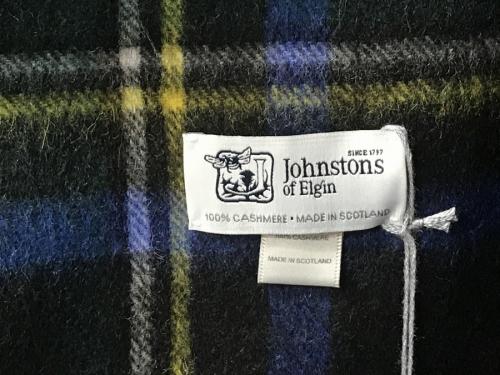 SINCE 1797
Johnstons
of Elgin
100% CASHMERE • MADE IN SCOTLAND
100% CASHMERE
MADE IN SCOTLAND